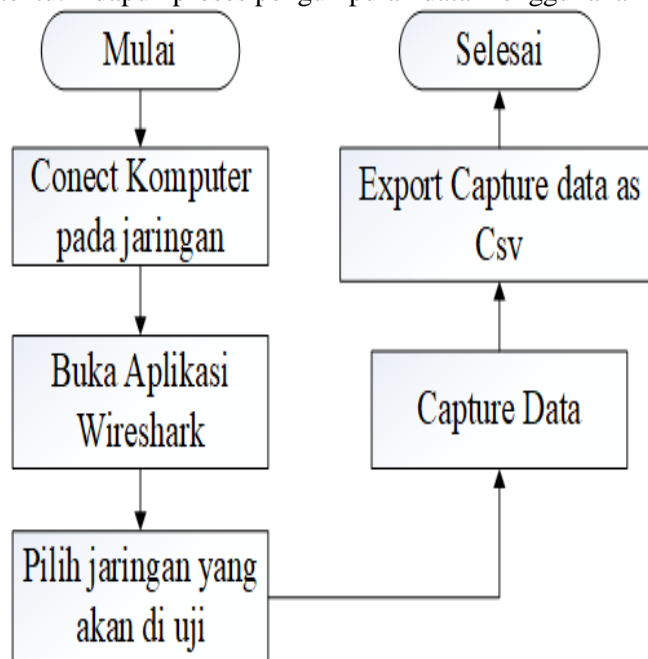 Mulai
Conect Komputer
pada jaringan
Buka Aplikasi
Wireshark
Pilih jaringan yang
akan di uji
Capture Data
Export Capture data as
Csv
Selesai